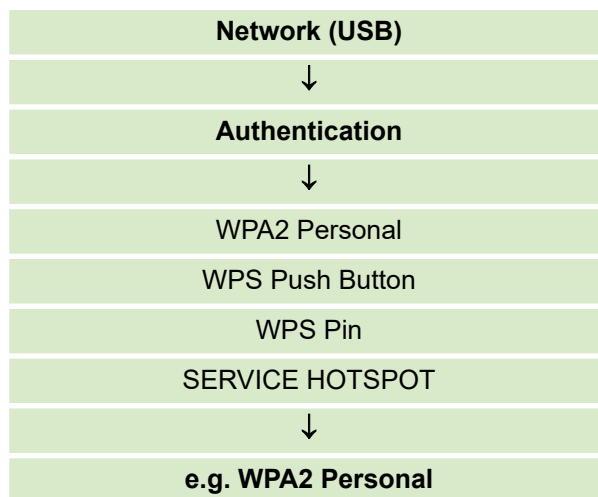 Network (USB)
↓
Authentication
↓
WPA2 Personal
WPS Push Button
WPS Pin
SERVICE HOTSPOT
↓
e.g. WPA2 Personal